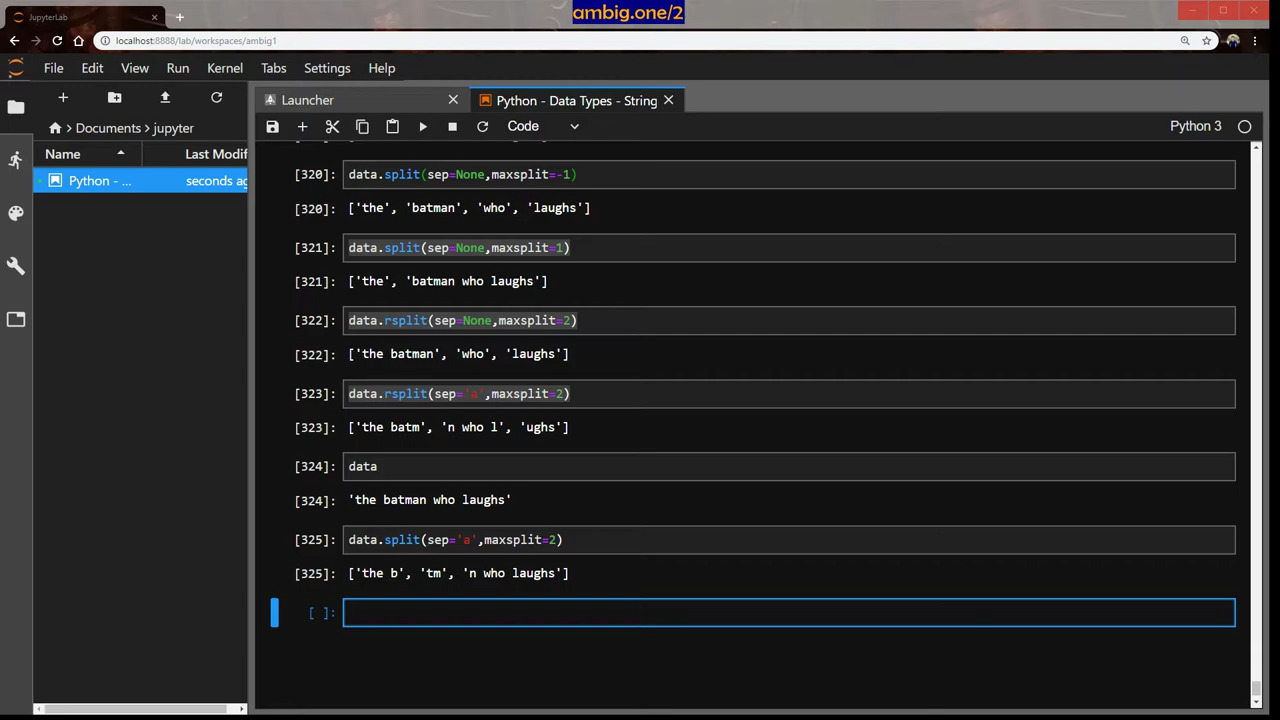 ambig.one/2
JupyterLab
localhost:8888/lab/workspaces/ambig1
File Edit View Run Kernel Tabs Settings Help
Launcher
Python - Data Types - String
Documents jupyter
Code
Python 3
Name
Last Modif
Python - ...
seconds ag
[320]: data.split(sep=None,maxsplit=-1)
[320]: ['the', 'batman', 'who', 'laughs']
[321]: data.split(sep=None,maxsplit=1)
[321]: ['the', 'batman who laughs']
[322]: data.rsplit(sep=None,maxsplit=2)
[322]: ['the batman', 'who', 'laughs']
[323]: data.rsplit(sep='a',maxsplit=2)
[323]: ['the batm', 'n who l', 'ughs']
[324]: data
[324]: 'the batman who laughs'
[325]: data.split(sep='a',maxsplit=2)
[325]: ['the b', 'tm', 'n who laughs']
[ ]: